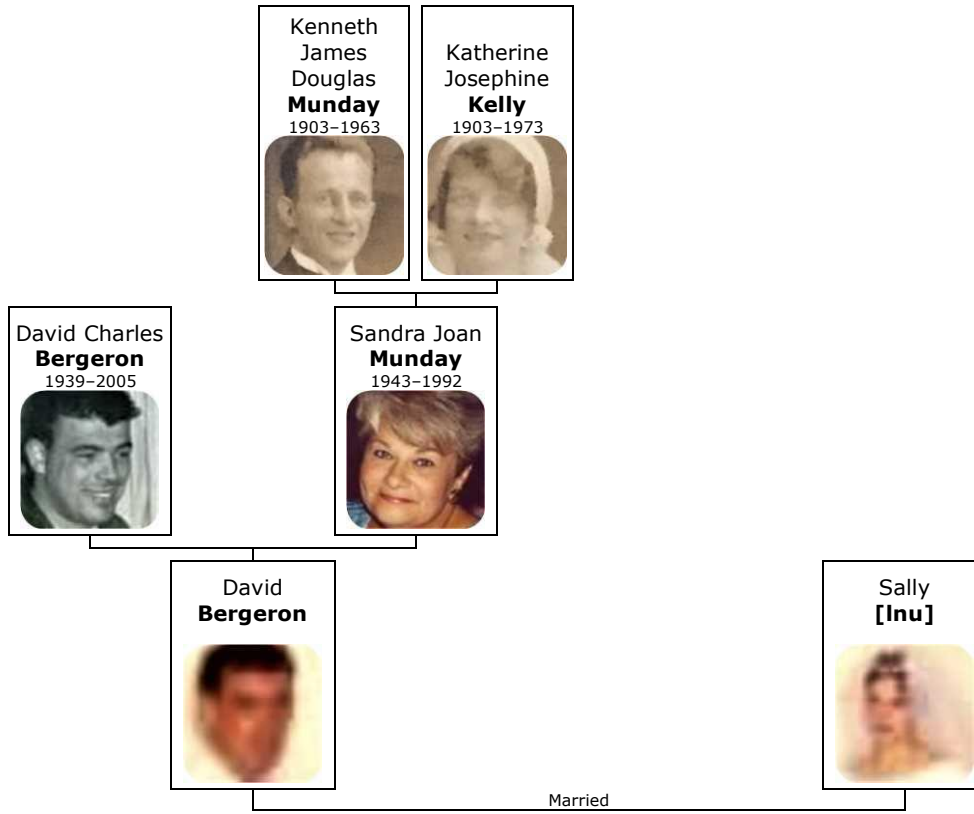 Kenneth
James
Douglas
Munday
1903–1963
Katherine
Josephine
Kelly
1903–1973
David Charles
Bergeron
1939–2005
Sandra Joan
Munday
1943–1992
David
Bergeron
Sally
[lnu]
Married